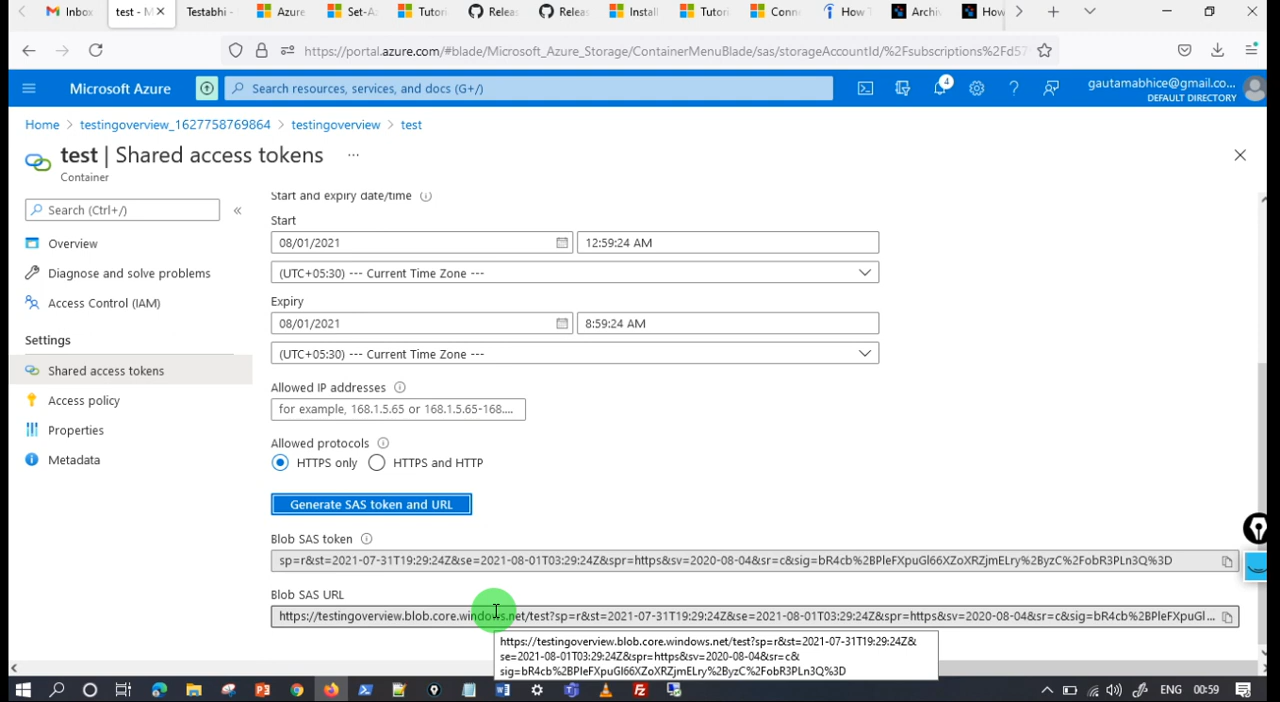 Inbox
test - M
Testabhi -
Azure
Set-A
Tutori
Relea
Relea
Install
Tutori
Conn
How T
Archiv
How
https://portal.azure.com/#blade/Microsoft_Azure_Storage/ContainerMenuBlade/sas/storageAccountId/%2Fsubscriptions%2Fd57
Microsoft Azure
Search resources, services, and docs (G+/)
4
gautamabhice@gmail.co...
DEFAULT DIRECTORY
Home > testingoverview_1627758769864 > testingoverview > test
test | Shared access tokens ...
Container
Search (Ctrl+/)
«
Overview
Diagnose and solve problems
Access Control (IAM)
Settings
Shared access tokens
Access policy
Properties
Metadata
Start and expiry date/time
Start
08/01/2021
12:59:24 AM
(UTC+05:30) --- Current Time Zone ---
Expiry
08/01/2021
8:59:24 AM
(UTC+05:30) --- Current Time Zone ---
Allowed IP addresses
for example, 168.1.5.65 or 168.1.5.65-168....
Allowed protocols
HTTPS only
HTTPS and HTTP
Generate SAS token and URL
Blob SAS token
sp=r&st=2021-07-31T19:29:24Z&se=2021-08-01T03:29:24Z&spr=https&sv=2020-08-04&sr=c&sig=bR4cb%2BPleFXpuGl66XZoXRZjmELry%2ByzC%2FobR3PLn3Q%3D
Blob SAS URL
https://testingoverview.blob.core.windows.net/test?sp=r&st=2021-07-31T19:29:24Z&se=2021-08-01T03:29:24Z&spr=https&sv=2020-08-04&sr=c&sig=bR4cb%2BPleFXpuGl...
https://testingoverview.blob.core.windows.net/test?sp=r&st=2021-07-31T19:29:24Z&
se=2021-08-01T03:29:24Z&spr=https&sv=2020-08-04&sr=c&
sig=bR4cb%2BPleFXpuGl66XZoXRZjmELry%2ByzC%2FobR3PLn3Q%3D
ENG
00:59